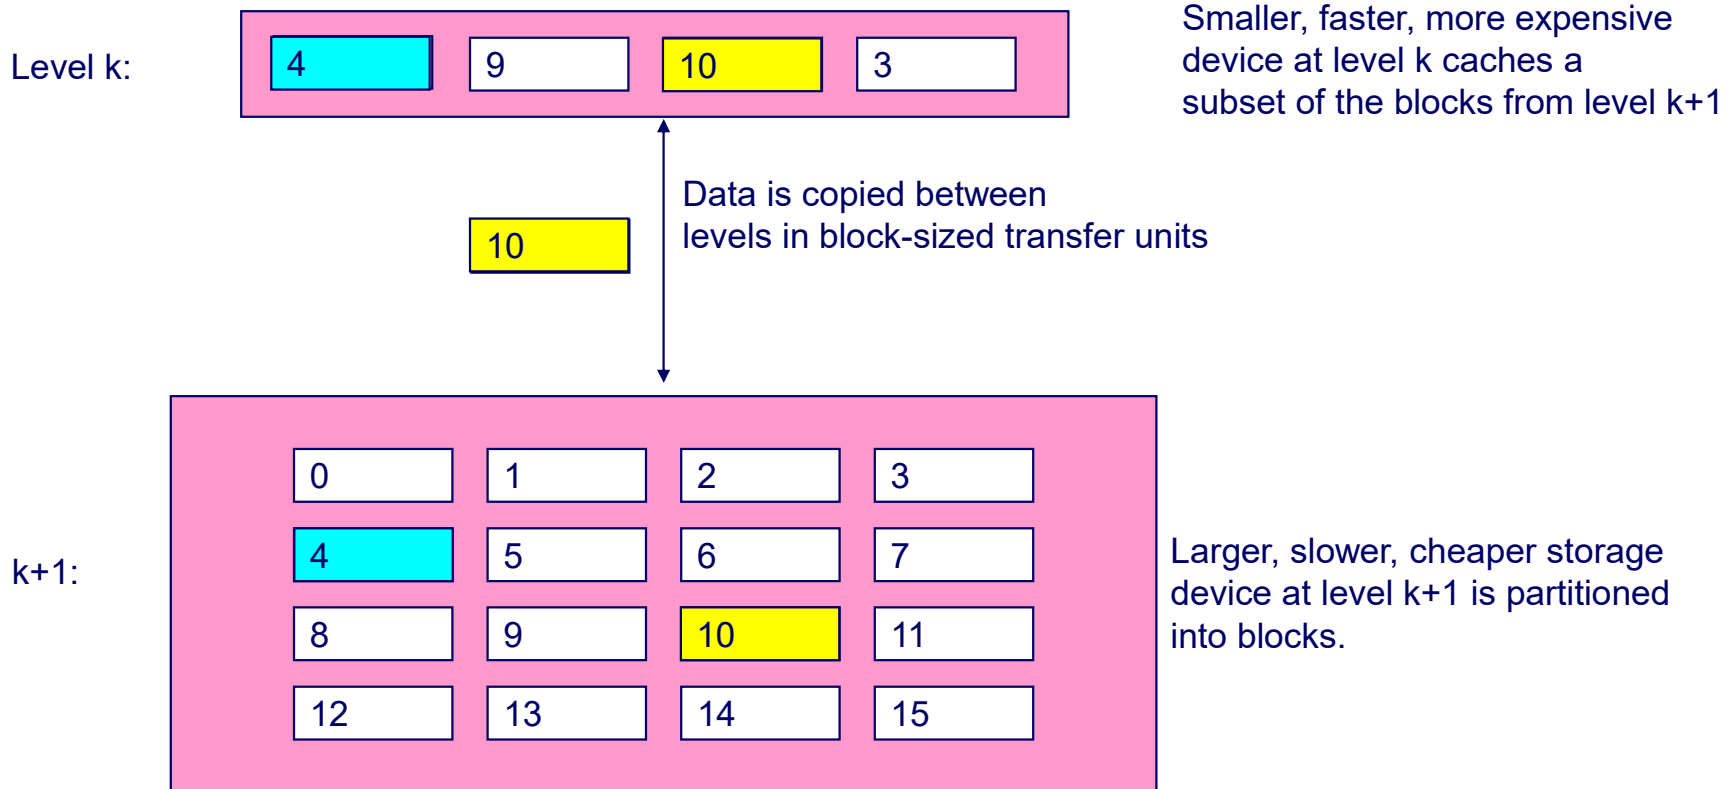 Smaller, faster, more expensive
device at level k caches a
subset of the blocks from level k+1
Level k:
4 9 10 3
Data is copied between
levels in block-sized transfer units
10
0 1 2 3
4 5 6 7
8 9 10 11
12 13 14 15
k+1:
Larger, slower, cheaper storage
device at level k+1 is partitioned
into blocks.